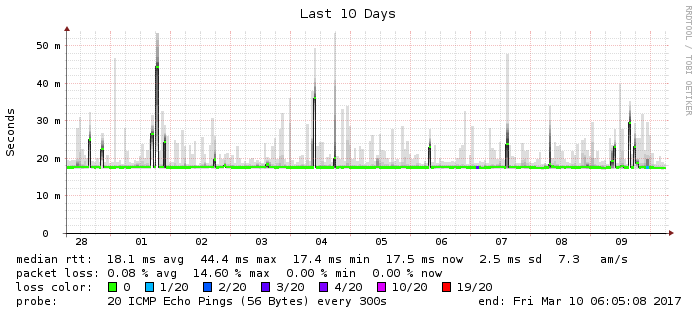 Last 10 Days
RRDTOOL / TOBI OETIKER
Seconds
50 m
40 m
30 m
20 m
10 m
0
28 01 02 03 04 05 06 07 08 09
median rtt: 18.1 ms avg 44.4 ms max 17.4 ms min 17.5 ms now 2.5 ms sd 7.3 am/s
packet loss: 0.08 % avg 14.60 % max 0.00 % min 0.00 % now
loss color: 0 1/20 2/20 3/20 4/20 10/20 19/20
probe: 20 ICMP Echo Pings (56 Bytes) every 300s end: Fri Mar 10 06:05:08 2017